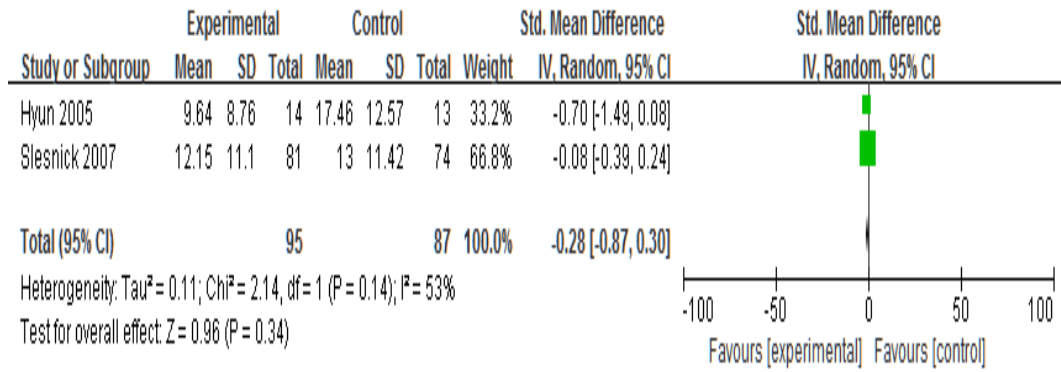 Experimental Control Std. Mean Difference Std. Mean Difference
Study or Subgroup Mean SD Total Mean SD Total Weight IV, Random, 95% CI IV, Random, 95% CI
Hyun 2005 9.64 8.76 14 17.46 12.57 13 33.2% -0.70 [-1.49, 0.08]
Slesnick 2007 12.15 11.1 81 13 11.42 74 66.8% -0.08 [-0.39, 0.24]
Total (95% CI) 95 87 100.0% -0.28 [-0.87, 0.30]
Heterogeneity: Tau² = 0.11; Chi² = 2.14, df = 1 (P = 0.14); I² = 53%
Test for overall effect: Z = 0.96 (P = 0.34)
-100 -50 0 50 100
Favours [experimental] Favours [control]